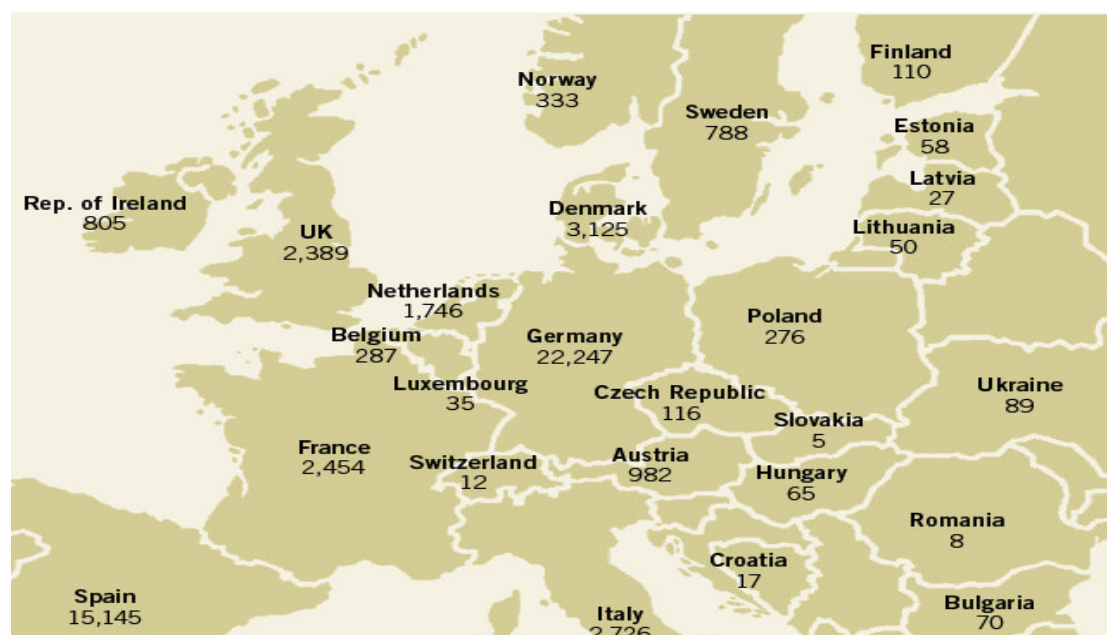 Finland
110
Norway
333
Sweden
788
Estonia
58
Latvia
27
Rep. of Ireland
805
Denmark
3,125
Lithuania
50
UK
2,389
Netherlands
1,746
Poland
276
Belgium
287
Germany
22,247
Luxembourg
35
Czech Republic
116
Ukraine
89
Slovakia
5
France
2,454
Switzerland
12
Austria
982
Hungary
65
Romania
8
Croatia
17
Spain
15,145
Italy
2,726
Bulgaria
70